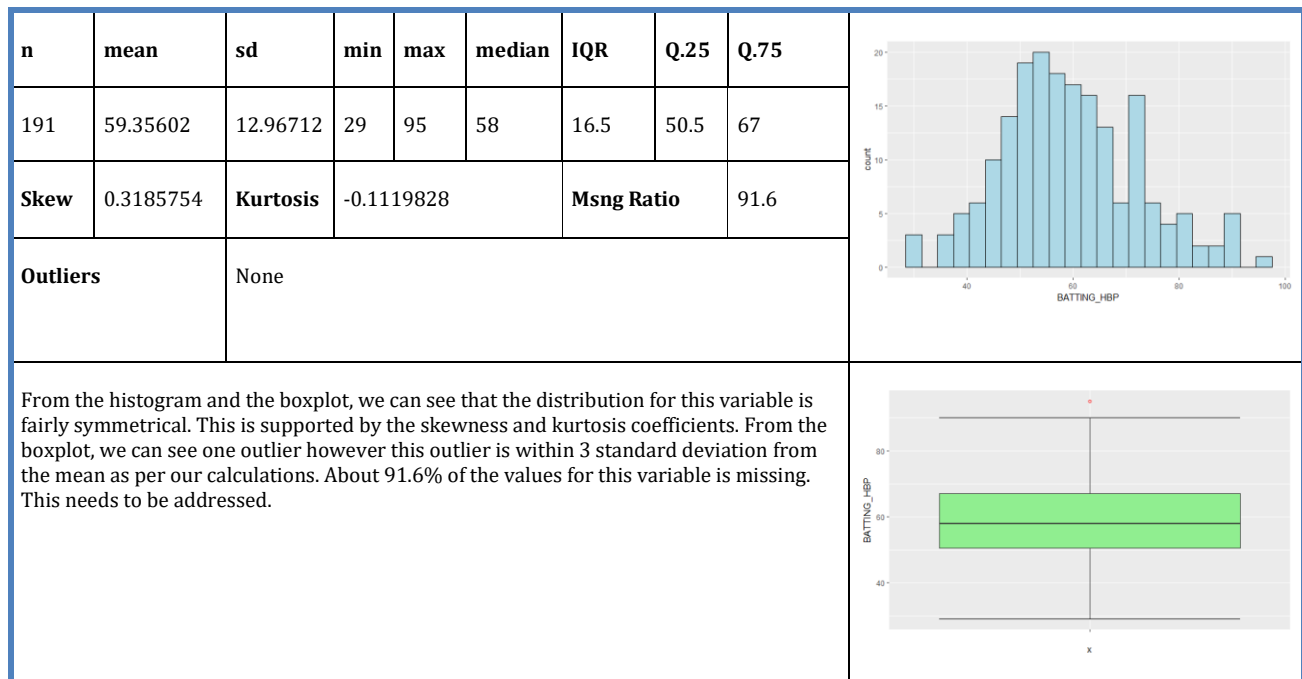 n mean sd min max median IQR Q.25 Q.75
191 59.35602 12.96712 29 95 58 16.5 50.5 67
Skew 0.3185754 Kurtosis -0.1119828 Msng Ratio 91.6
Outliers None
20
15
10
5
0
count
40 60 80 100
BATTING_HBP
From the histogram and the boxplot, we can see that the distribution for this variable is
fairly symmetrical. This is supported by the skewness and kurtosis coefficients. From the
boxplot, we can see one outlier however this outlier is within 3 standard deviation from
the mean as per our calculations. About 91.6% of the values for this variable is missing.
This needs to be addressed.
80
60
40
BATTING_HBP
x